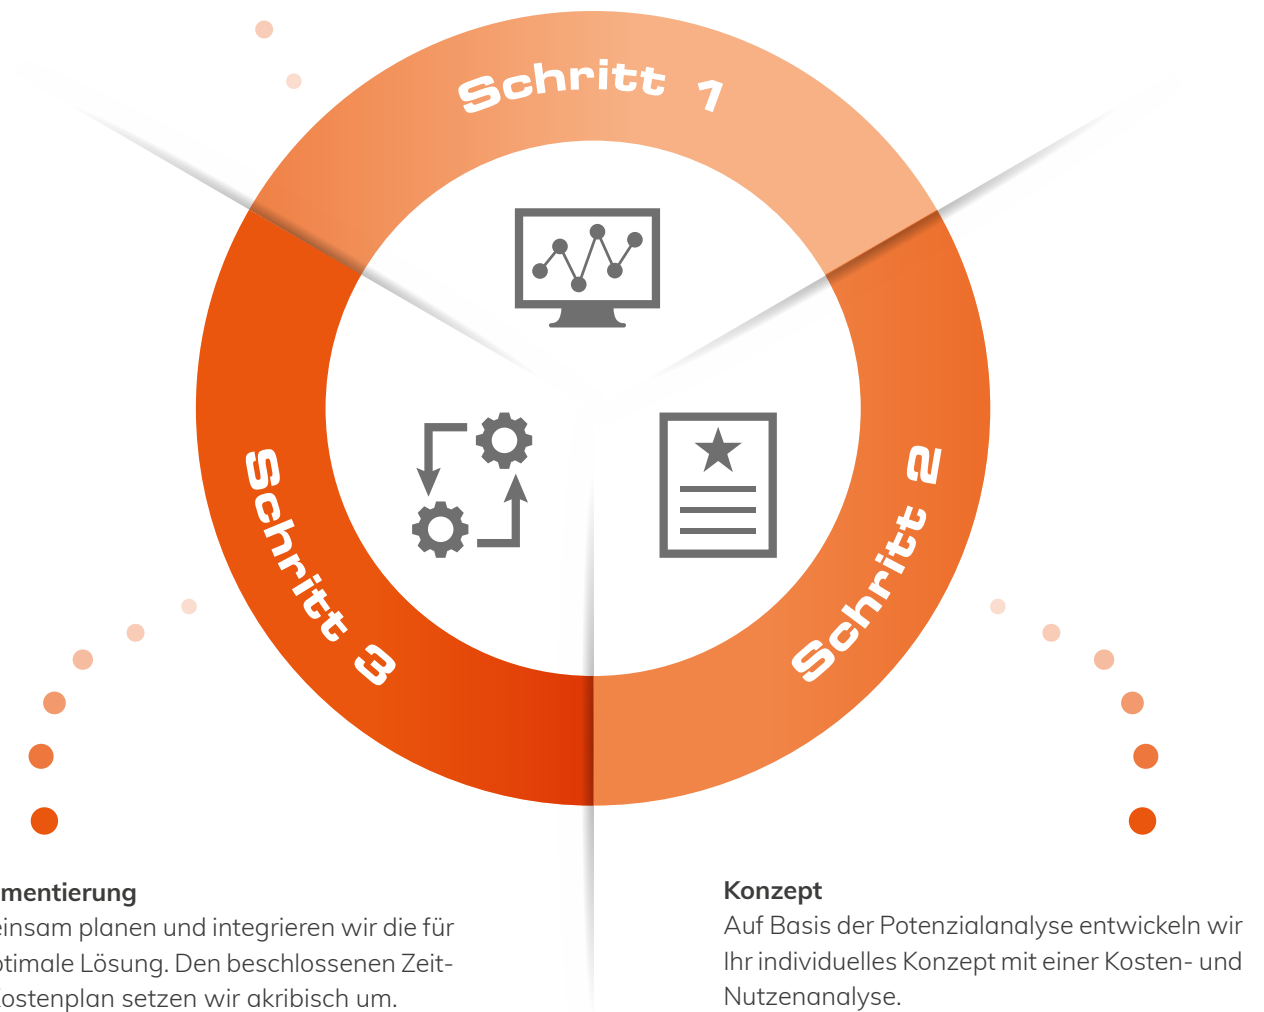 Schritt 1
Schritt 2
Schritt 3
mentierung
einsam planen und integrieren wir die für
ptimale Lösung. Den beschlossenen Zeit-
Kostenplan setzen wir akribisch um.
Konzept
Auf Basis der Potenzialanalyse entwickeln wir
Ihr individuelles Konzept mit einer Kosten- und
Nutzenanalyse.